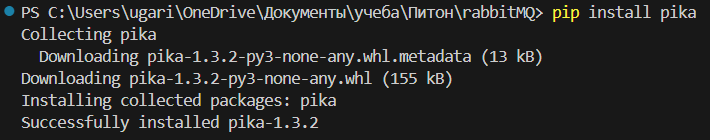 PS C:\Users\ugari\OneDrive\Документы\учеба\Питон\rabbitMQ> pip install pika
Collecting pika
  Downloading pika-1.3.2-py3-none-any.whl.metadata (13 kB)
Downloading pika-1.3.2-py3-none-any.whl (155 kB)
Installing collected packages: pika
Successfully installed pika-1.3.2